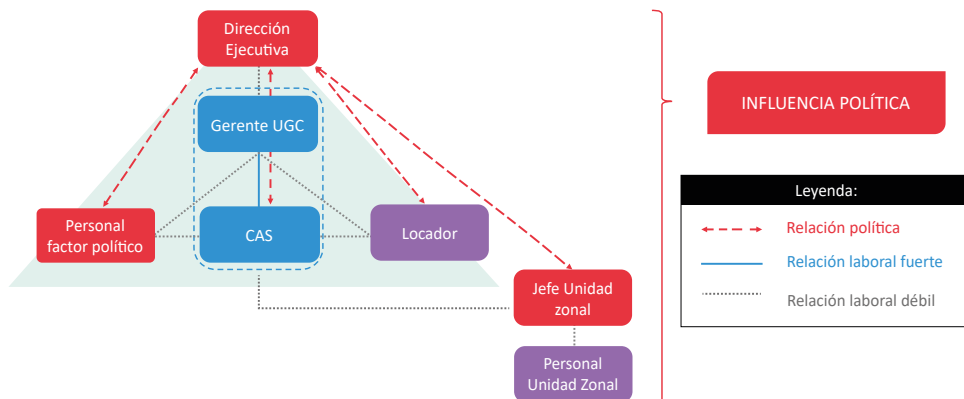 Dirección
Ejecutiva
Gerente UGC
Personal
factor político
CAS
Locador
Jefe Unidad
zonal
Personal
Unidad Zonal
INFLUENCIA POLÍTICA
Leyenda:
Relación política
Relación laboral fuerte
Relación laboral débil